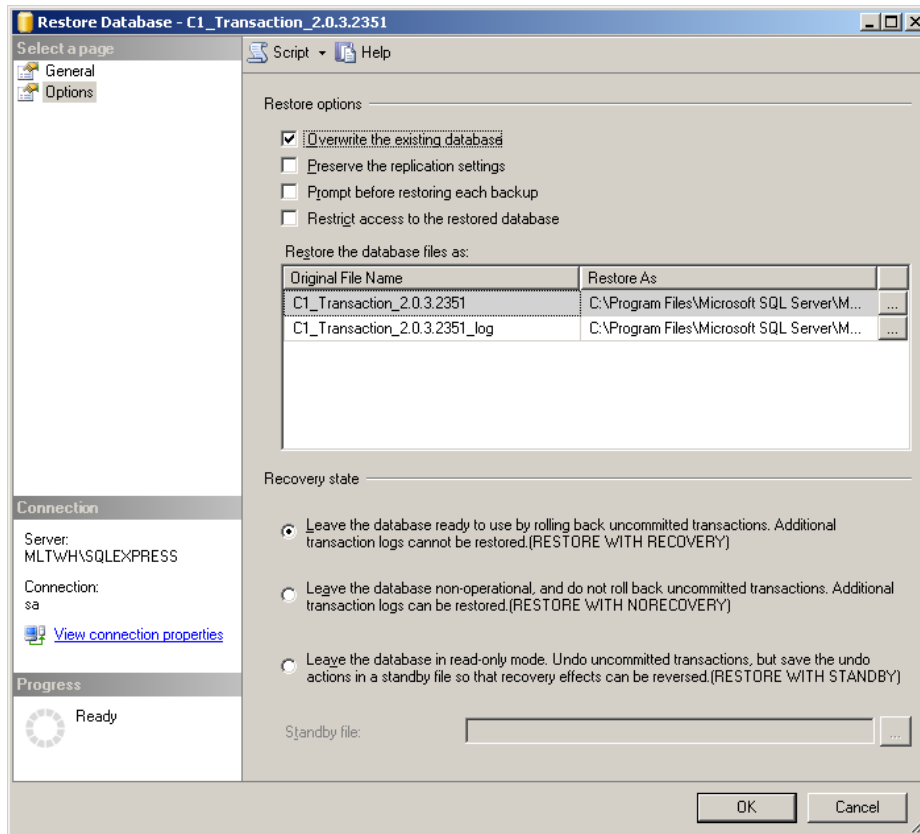 Restore Database - C1_Transaction_2.0.3.2351
Select a page
General
Options
Script
Help
Restore options
Overwrite the existing database
Preserve the replication settings
Prompt before restoring each backup
Restrict access to the restored database
Restore the database files as:
Original File Name Restore As
C1_Transaction_2.0.3.2351 C:\Program Files\Microsoft SQL Server\M... ...
C1_Transaction_2.0.3.2351_log C:\Program Files\Microsoft SQL Server\M... ...
Recovery state
Leave the database ready to use by rolling back uncommitted transactions. Additional
transaction logs cannot be restored.(RESTORE WITH RECOVERY)
Leave the database non-operational, and do not roll back uncommitted transactions. Additional
transaction logs can be restored.(RESTORE WITH NORECOVERY)
Leave the database in read-only mode. Undo uncommitted transactions, but save the undo
actions in a standby file so that recovery effects can be reversed.(RESTORE WITH STANDBY)
Standby file: ...
Connection
Server:
MLTWH\SQLEXPRESS
Connection:
sa
View connection properties
Progress
Ready
OK Cancel